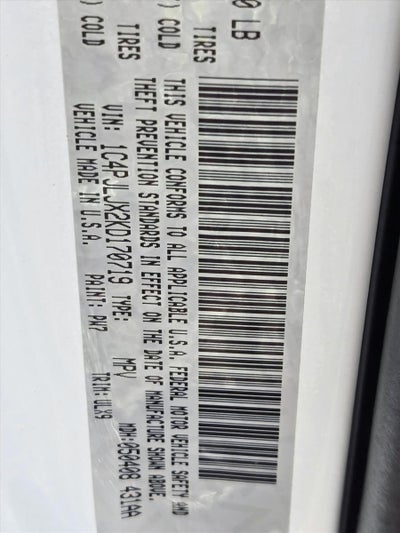 0 LB
TIRES
) COLD
TIRES
) COLD
THIS VEHICLE CONFORMS TO ALL APPLICABLE U.S.A. FEDERAL MOTOR VEHICLE SAFETY AND
THEFT PREVENTION STANDARDS IN EFFECT ON THE DATE OF MANUFACTURE SHOWN ABOVE.
VIN: 1C4PJLJX2KD170719 TYPE: MPV MDH:050408 431AA
VEHICLE MADE IN U.S.A. PAINT: PW7 TRIM: ULX9